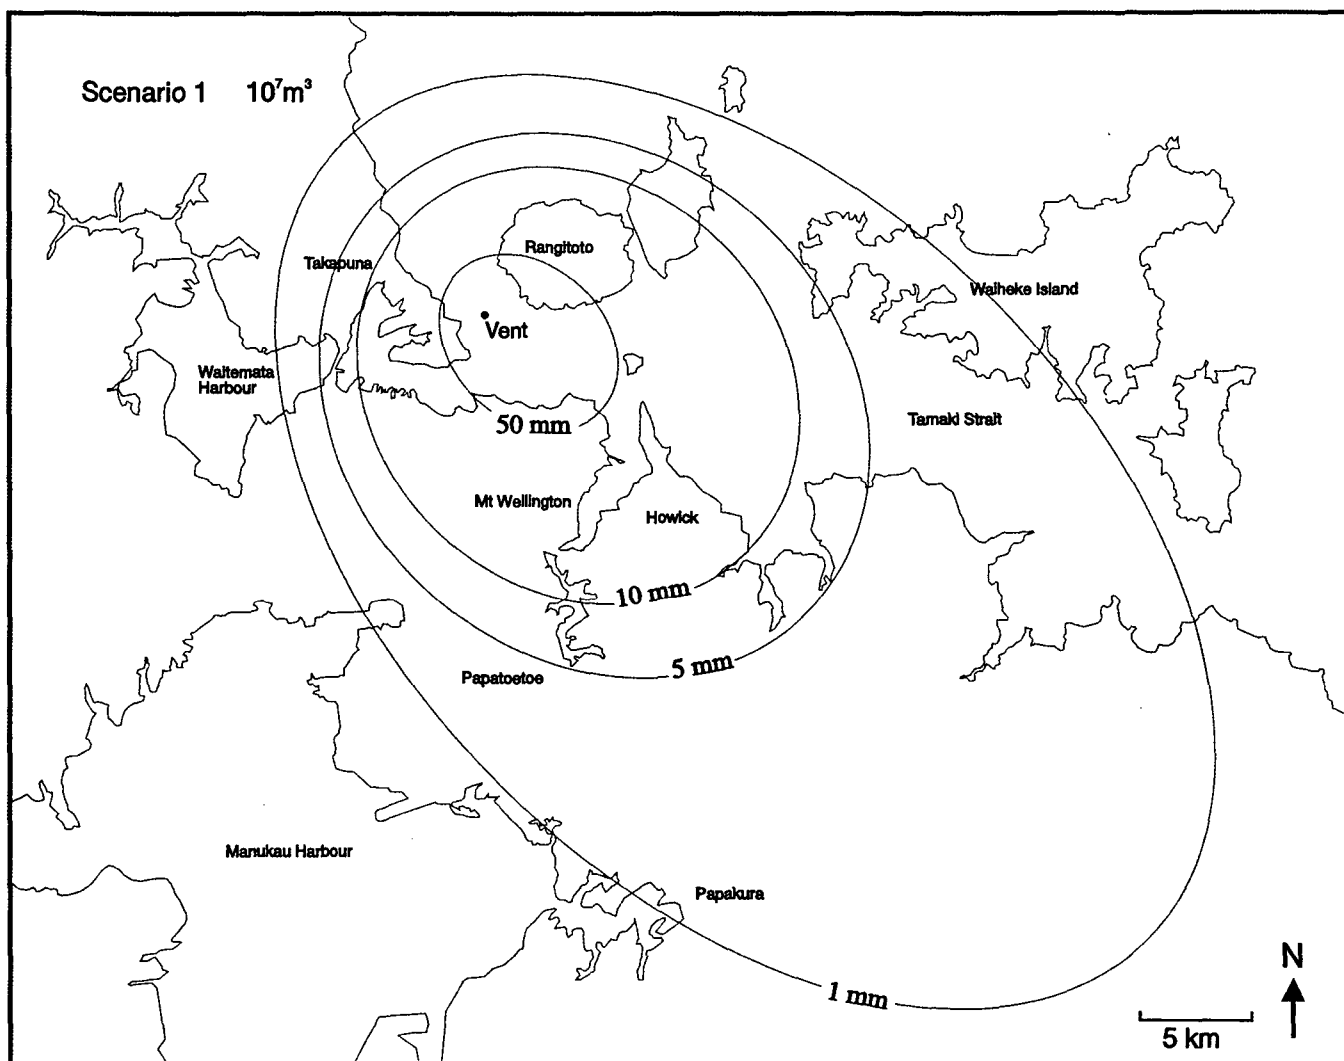 Scenario 1 10⁷m³
Rangitoto
Takapuna
Waiheke Island
Vent
Waitemata
Harbour
50 mm
Tamaki Strait
Mt Wellington
Howick
10 mm
5 mm
Papatoetoe
Manukau Harbour
Papakura
1 mm
N
5 km